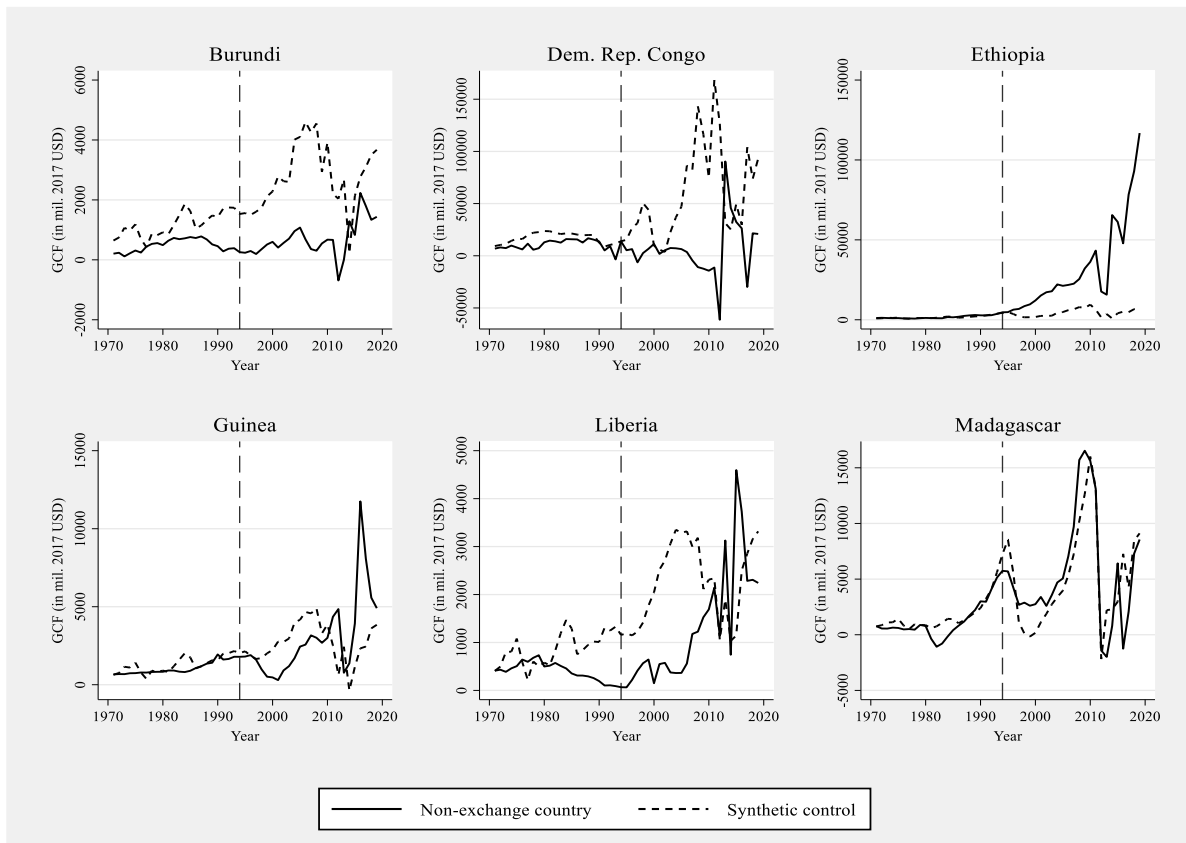 Burundi
GCF (in mil. 2017 USD)
-2000 0 2000 4000 6000
1970 1980 1990 2000 2010 2020
Year
Dem. Rep. Congo
GCF (in mil. 2017 USD)
-50000 0 50000 100000 150000
1970 1980 1990 2000 2010 2020
Year
Ethiopia
GCF (in mil. 2017 USD)
0 50000 100000 150000
1970 1980 1990 2000 2010 2020
Year
Guinea
GCF (in mil. 2017 USD)
0 5000 10000 15000
1970 1980 1990 2000 2010 2020
Year
Liberia
GCF (in mil. 2017 USD)
0 1000 2000 3000 4000 5000
1970 1980 1990 2000 2010 2020
Year
Madagascar
GCF (in mil. 2017 USD)
-5000 0 5000 10000 15000
1970 1980 1990 2000 2010 2020
Year
Non-exchange country Synthetic control